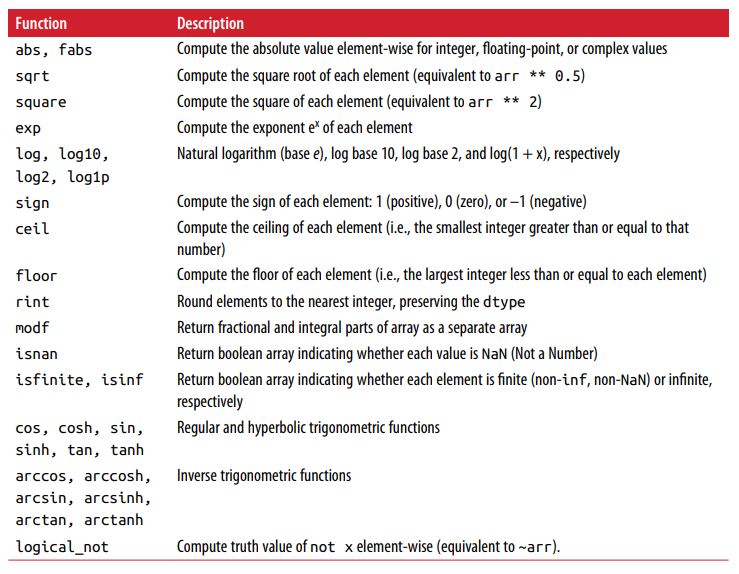 Function Description
abs, fabs Compute the absolute value element-wise for integer, floating-point, or complex values
sqrt Compute the square root of each element (equivalent to arr ** 0.5)
square Compute the square of each element (equivalent to arr ** 2)
exp Compute the exponent eˣ of each element
log, log10, Natural logarithm (base e), log base 10, log base 2, and log(1 + x), respectively
log2, log1p
sign Compute the sign of each element: 1 (positive), 0 (zero), or –1 (negative)
ceil Compute the ceiling of each element (i.e., the smallest integer greater than or equal to that
number)
floor Compute the floor of each element (i.e., the largest integer less than or equal to each element)
rint Round elements to the nearest integer, preserving the dtype
modf Return fractional and integral parts of array as a separate array
isnan Return boolean array indicating whether each value is NaN (Not a Number)
isfinite, isinf Return boolean array indicating whether each element is finite (non-inf, non-NaN) or infinite,
respectively
cos, cosh, sin, Regular and hyperbolic trigonometric functions
sinh, tan, tanh
arccos, arccosh, Inverse trigonometric functions
arcsin, arcsinh,
arctan, arctanh
logical_not Compute truth value of not x element-wise (equivalent to ~arr).